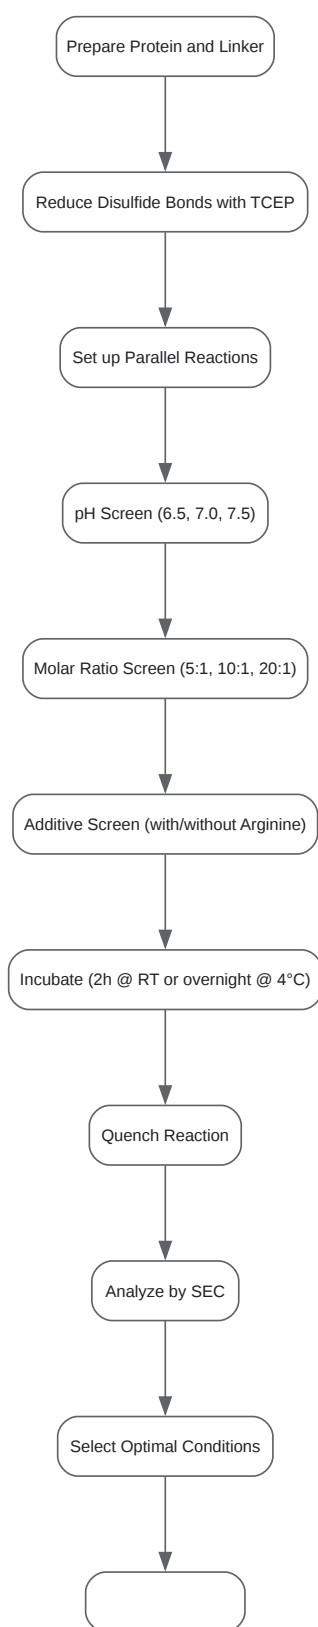 Prepare Protein and Linker
Reduce Disulfide Bonds with TCEP
Set up Parallel Reactions
pH Screen (6.5, 7.0, 7.5)
Molar Ratio Screen (5:1, 10:1, 20:1)
Additive Screen (with/without Arginine)
Incubate (2h @ RT or overnight @ 4°C)
Quench Reaction
Analyze by SEC
Select Optimal Conditions